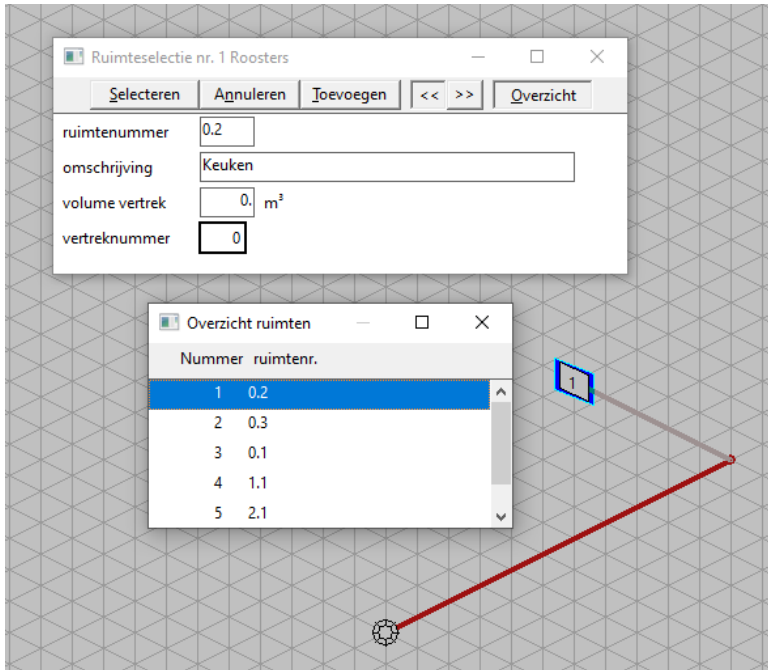 Ruimteselectie nr. 1 Roosters
Selecteren Annuleren Toevoegen << >> Overzicht
ruimtenummer 0.2
omschrijving Keuken
volume vertrek 0. m³
vertreknummer 0
Overzicht ruimten
Nummer ruimtenr.
1 0.2
2 0.3
3 0.1
4 1.1
5 2.1
1